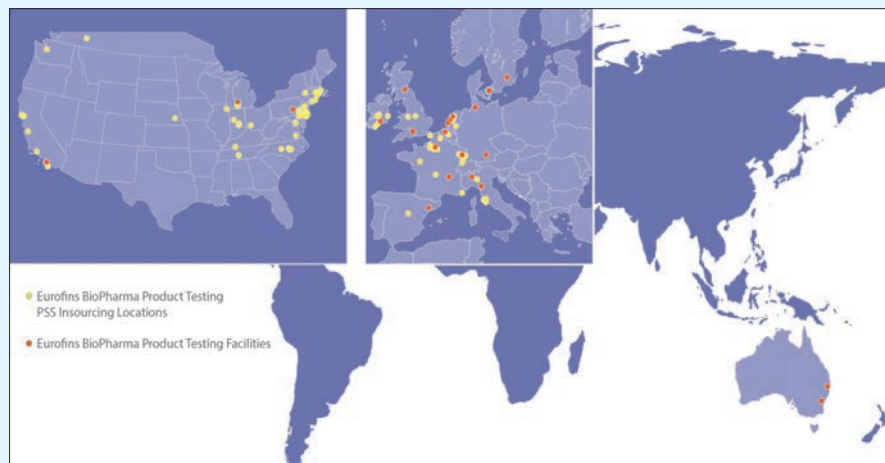 Eurofins BioPharma Product Testing
PSS Insourcing Locations
Eurofins BioPharma Product Testing Facilities